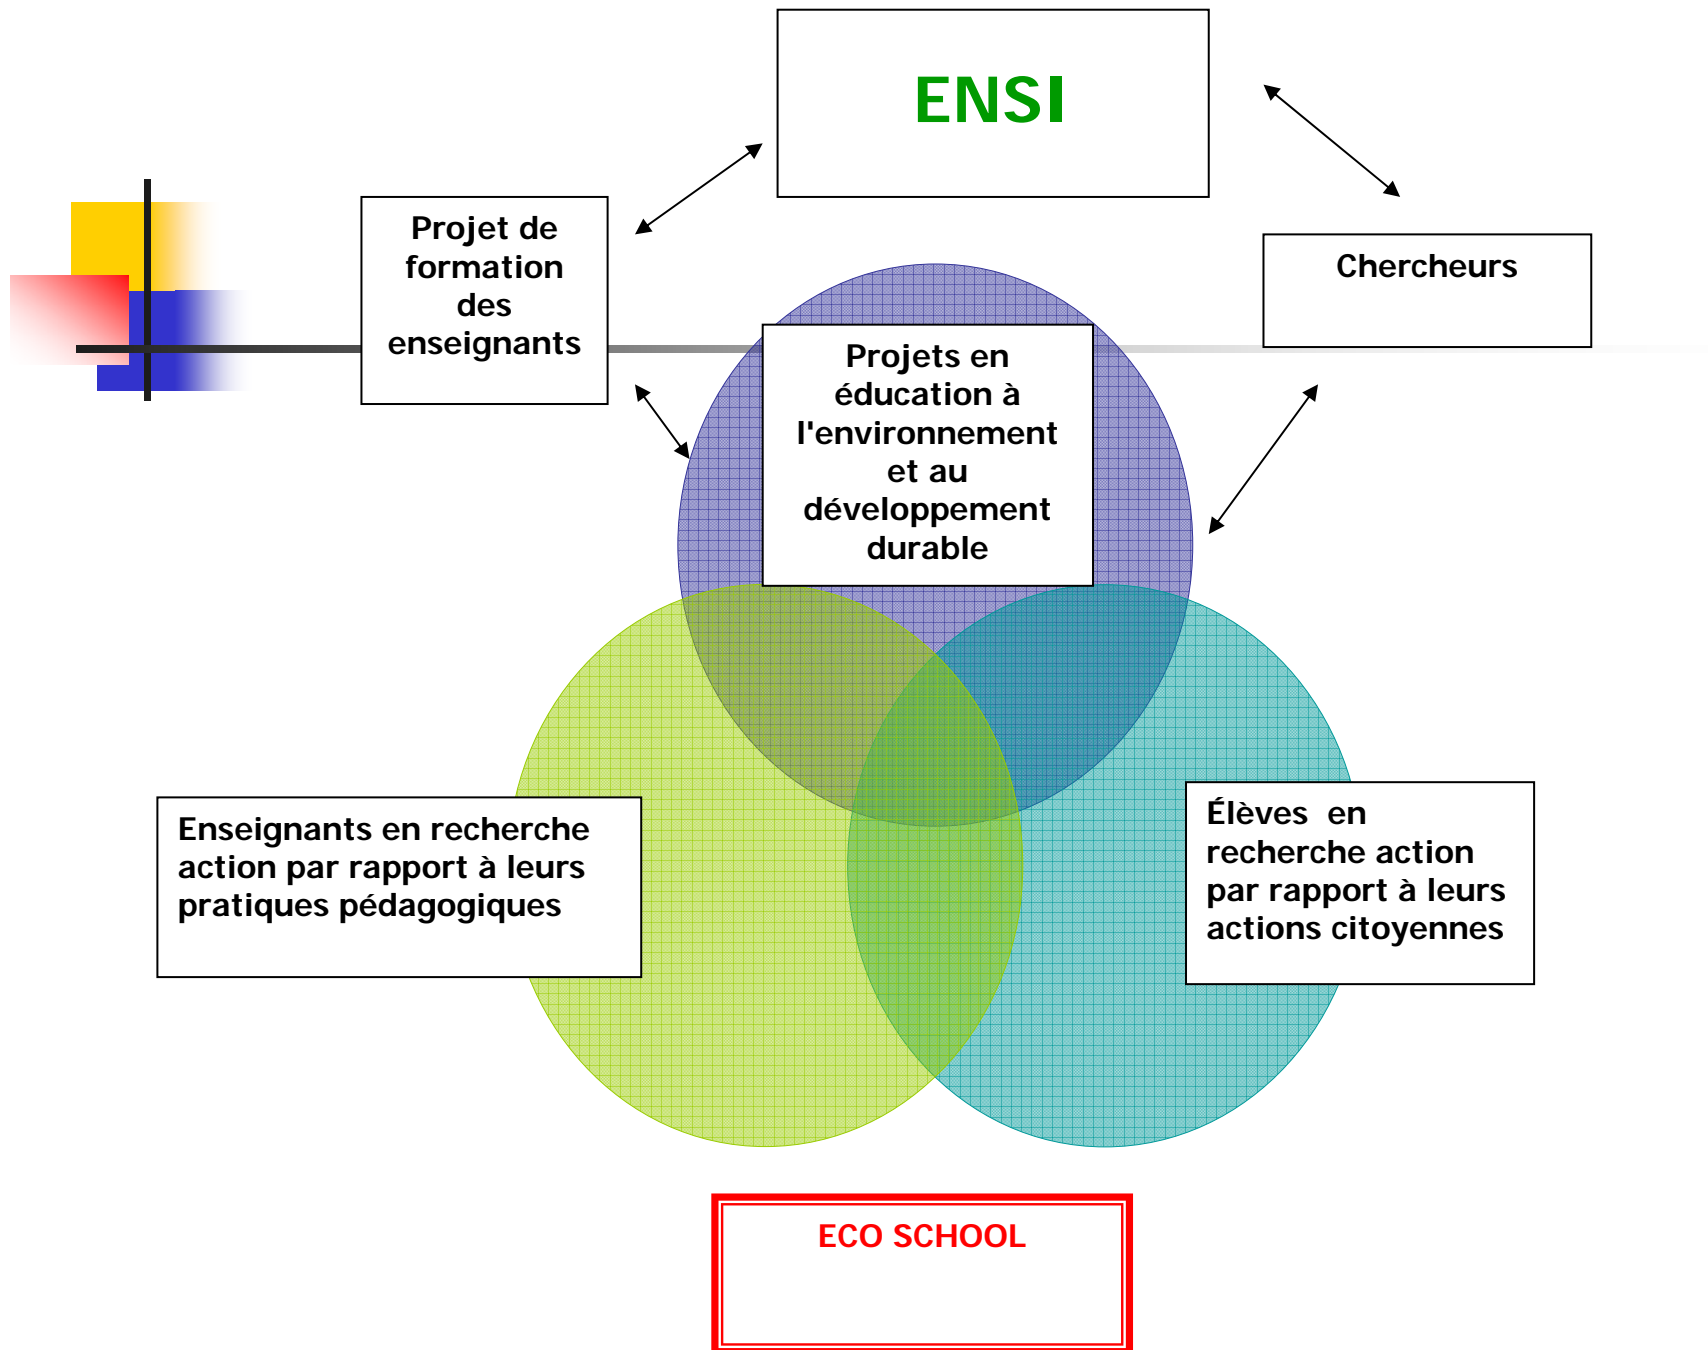 ENSI
Projet de
formation
des
enseignants
Chercheurs
Projets en
éducation à
l'environnement
et au
développement
durable
Enseignants en recherche
action par rapport à leurs
pratiques pédagogiques
Élèves en
recherche action
par rapport à leurs
actions citoyennes
ECO SCHOOL